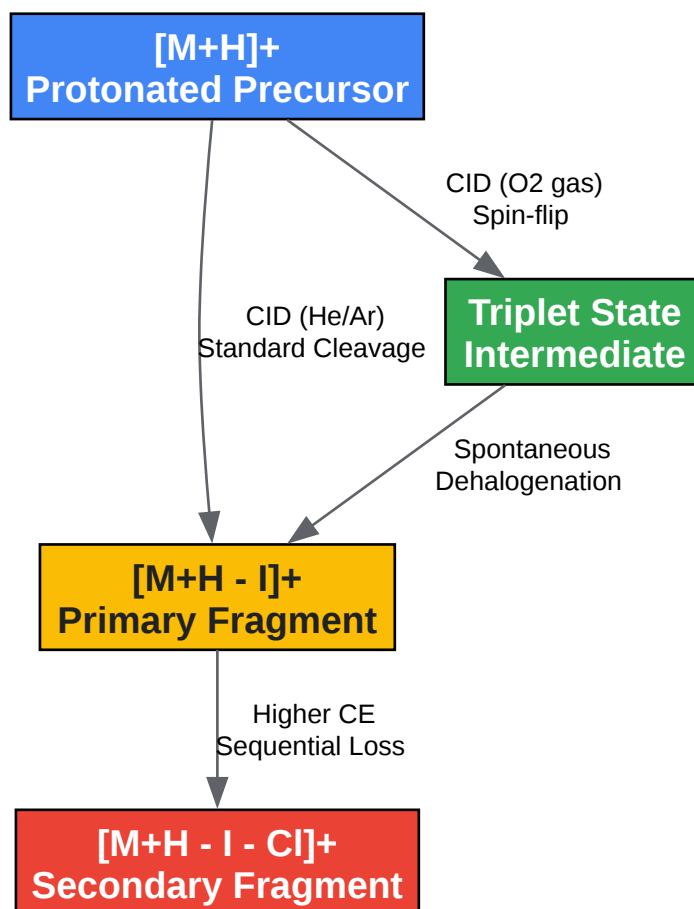 [M+H]+
Protonated Precursor
CID (O2 gas)
Spin-flip
Triplet State
Intermediate
CID (He/Ar)
Standard Cleavage
Spontaneous
Dehalogenation
[M+H - I]+
Primary Fragment
Higher CE
Sequential Loss
[M+H - I - Cl]+
Secondary Fragment